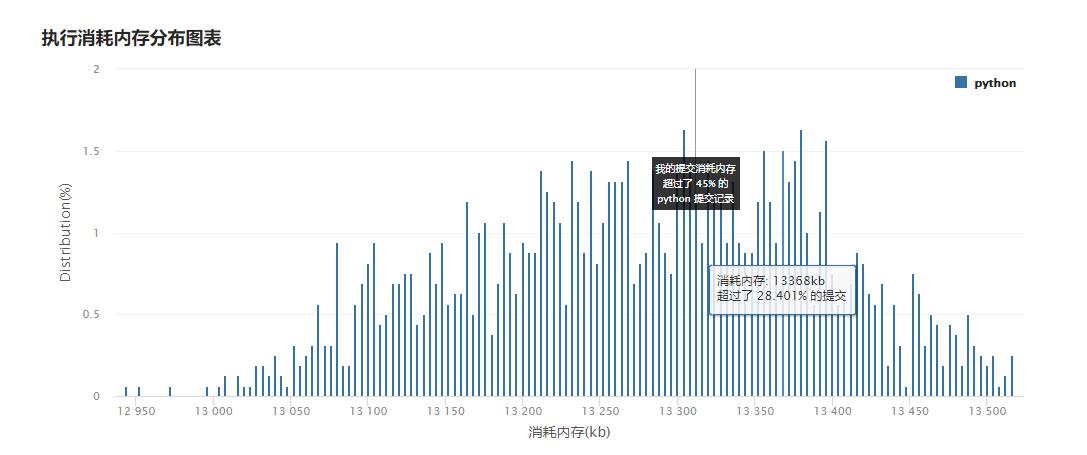 执行消耗内存分布图表
2
python
1.5
我的提交消耗内存
超过了 45% 的
python 提交记录
1
Distribution(%)
消耗内存: 13368kb
超过了 28.401% 的提交
0.5
0
12 950 13 000 13 050 13 100 13 150 13 200 13 250 13 300 13 350 13 400 13 450 13 500
消耗内存(kb)